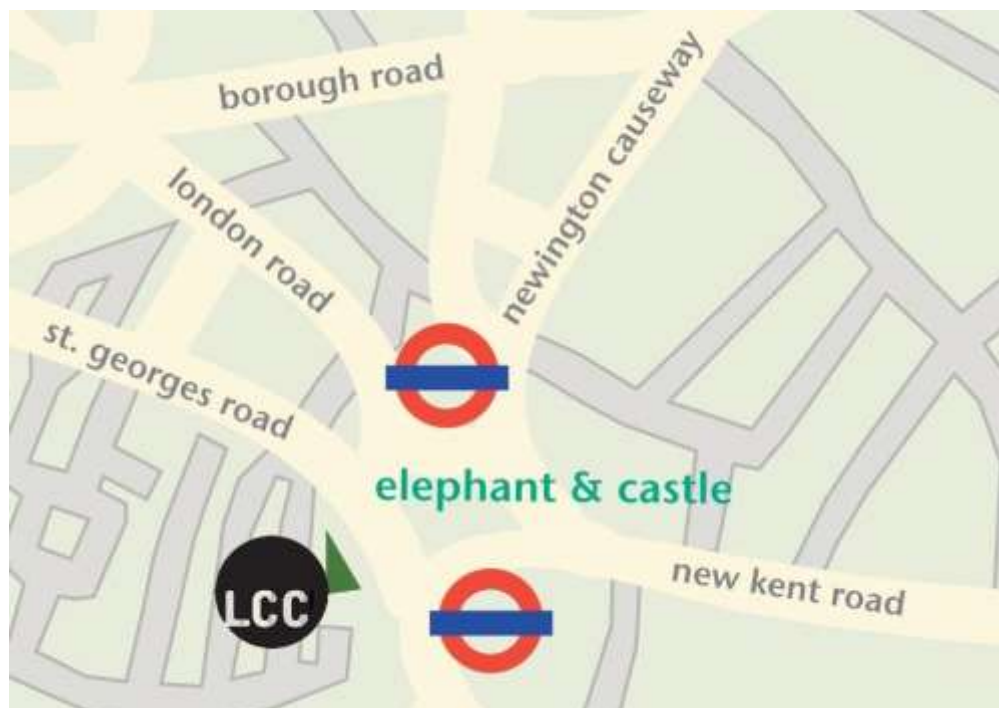 borough road
newington causeway
london road
st. georges road
elephant & castle
new kent road
LCC